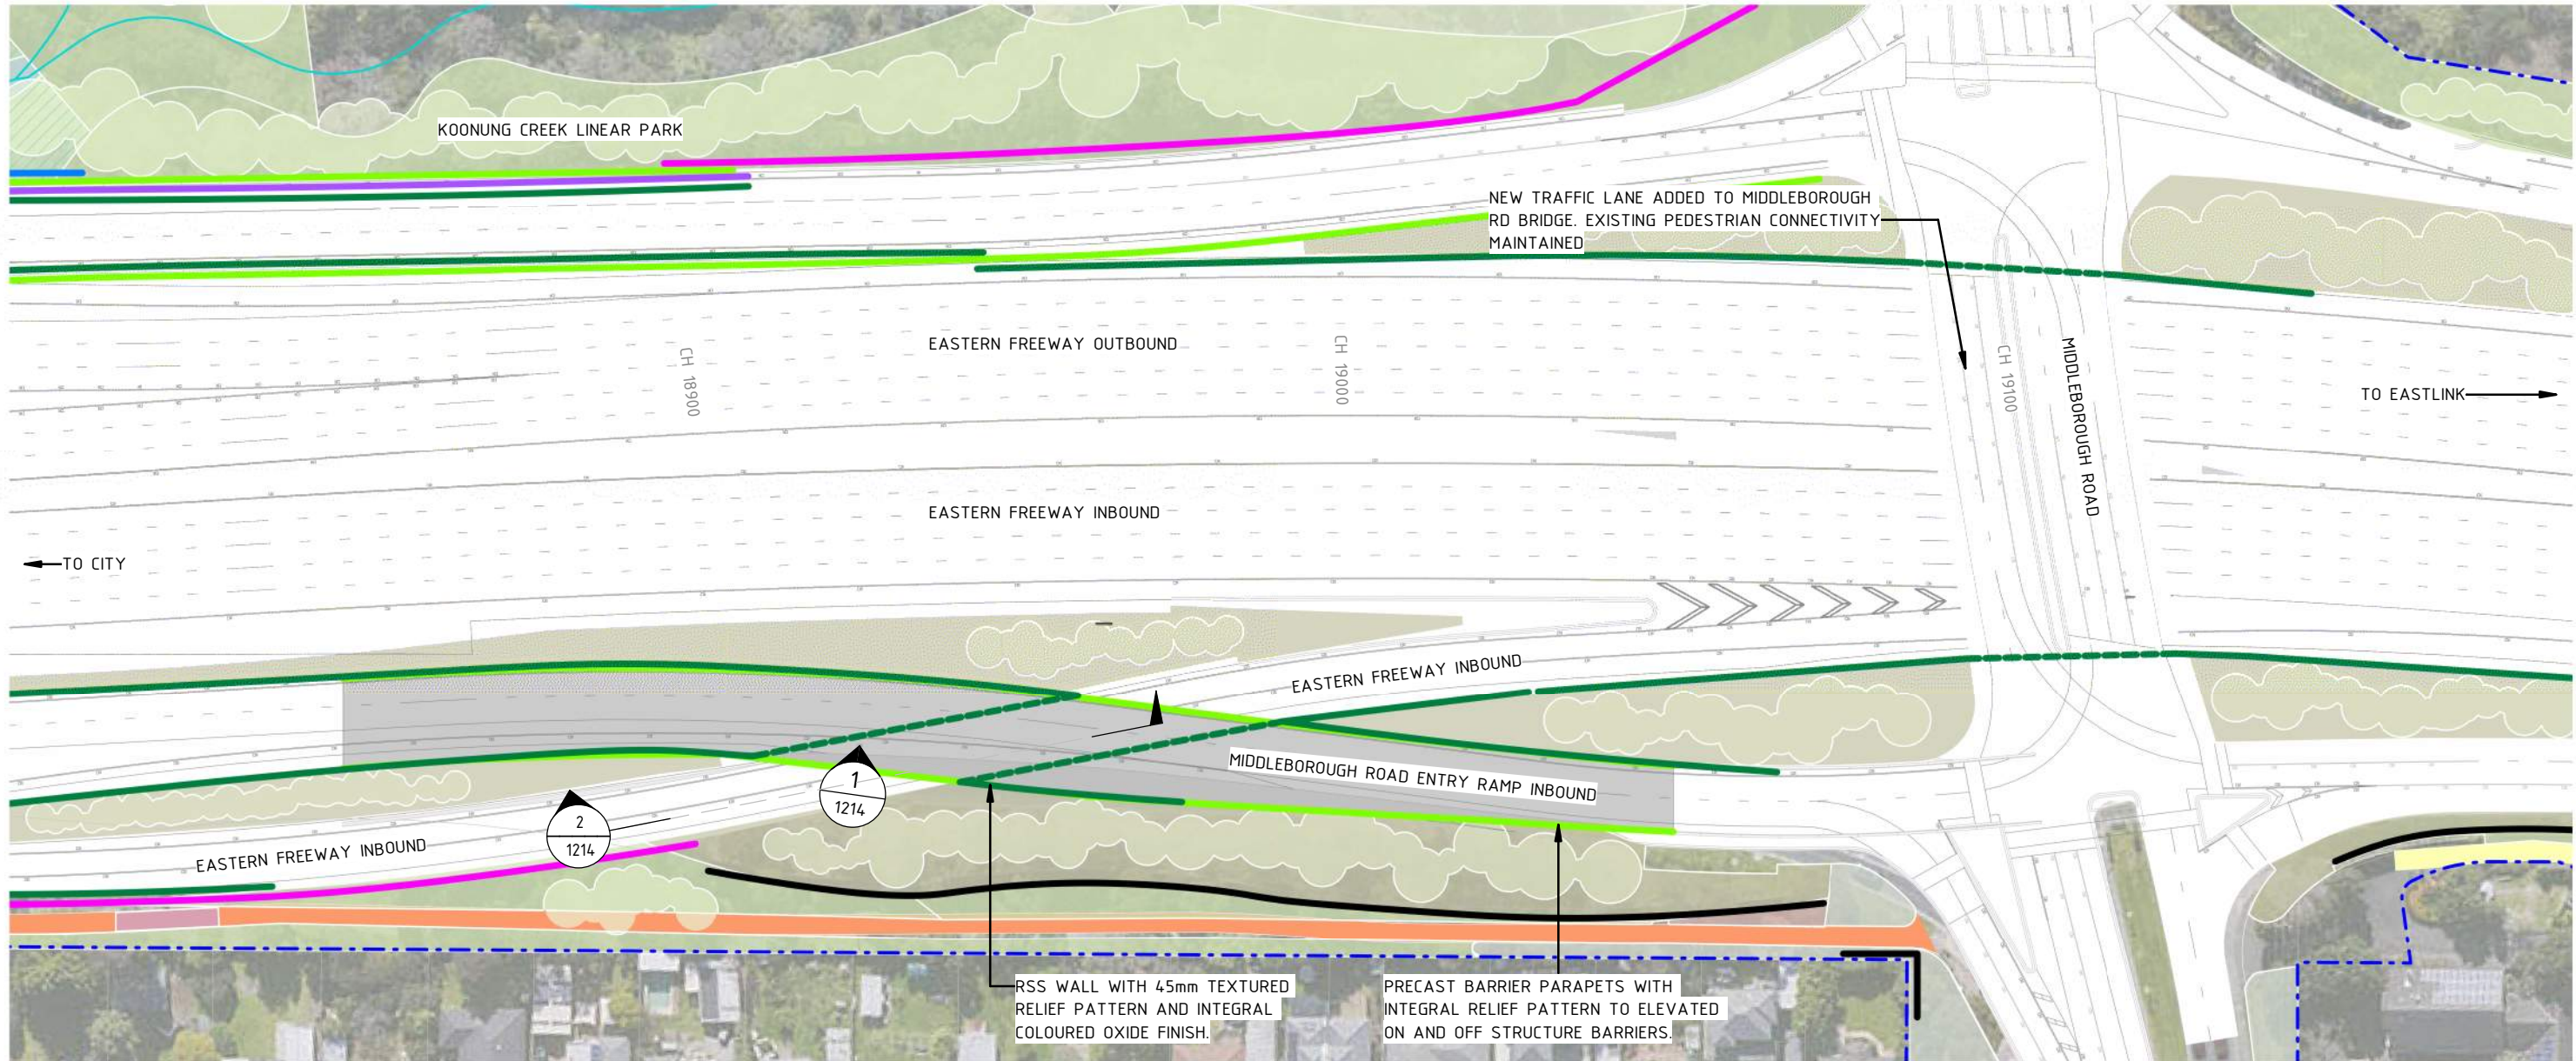 KOONUNG CREEK LINEAR PARK
NEW TRAFFIC LANE ADDED TO MIDDLEBOROUGH
RD BRIDGE. EXISTING PEDESTRIAN CONNECTIVITY
MAINTAINED
EASTERN FREEWAY OUTBOUND
CH 18900
CH 19000
CH 19100
MIDDLEBOROUGH ROAD
TO EASTLINK
EASTERN FREEWAY INBOUND
TO CITY
EASTERN FREEWAY INBOUND
MIDDLEBOROUGH ROAD ENTRY RAMP INBOUND
1
1214
2
1214
EASTERN FREEWAY INBOUND
RSS WALL WITH 45mm TEXTURED
RELIEF PATTERN AND INTEGRAL
COLOURED OXIDE FINISH.
PRECAST BARRIER PARAPETS WITH
INTEGRAL RELIEF PATTERN TO ELEVATED
ON AND OFF STRUCTURE BARRIERS.